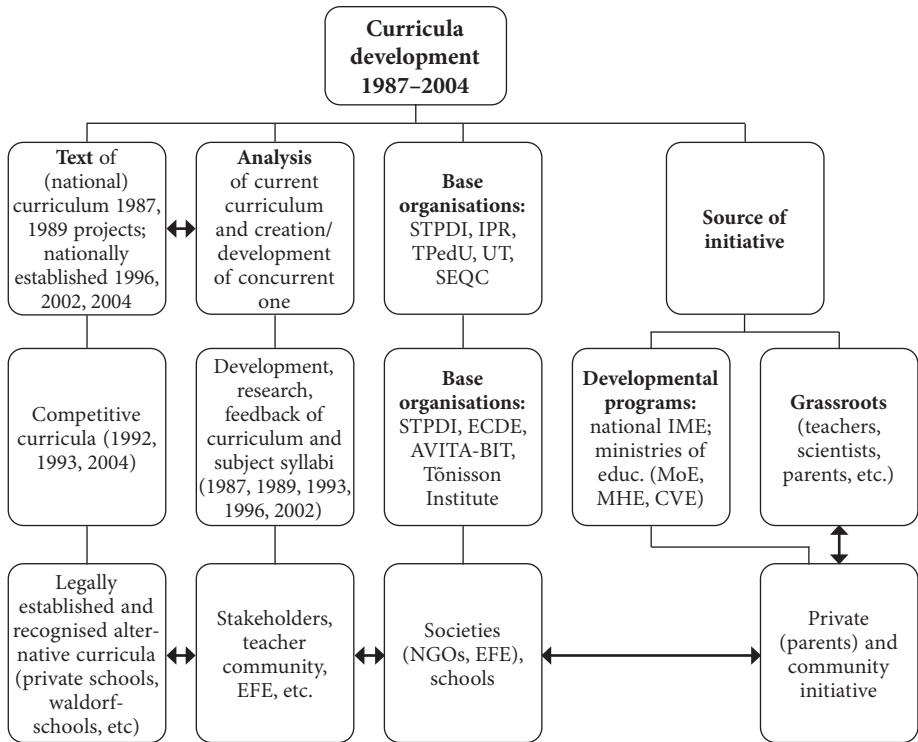 Curricula
development
1987–2004
Text of
(national)
curriculum 1987,
1989 projects;
nationally
established 1996,
2002, 2004
Analysis
of current
curriculum
and creation/
development
of concurrent
one
Base
organisations:
STPDI, IPR,
TPedU, UT,
SEQC
Source of
initiative
Competitive
curricula (1992,
1993, 2004)
Development,
research,
feedback of
curriculum and
subject syllabi
(1987, 1989, 1993,
1996, 2002)
Base
organisations:
STPDI, ECDE,
AVITA-BIT,
Tõnisson
Institute
Developmental
programs:
national IME;
ministries of
educ. (MoE,
MHE, CVE)
Grassroots
(teachers,
scientists,
parents, etc.)
Legally
established and
recognised alter-
native curricula
(private schools,
waldorf-
schools, etc)
Stakeholders,
teacher
community,
EFE, etc.
Societies
(NGOs, EFE),
schools
Private
(parents) and
community
initiative